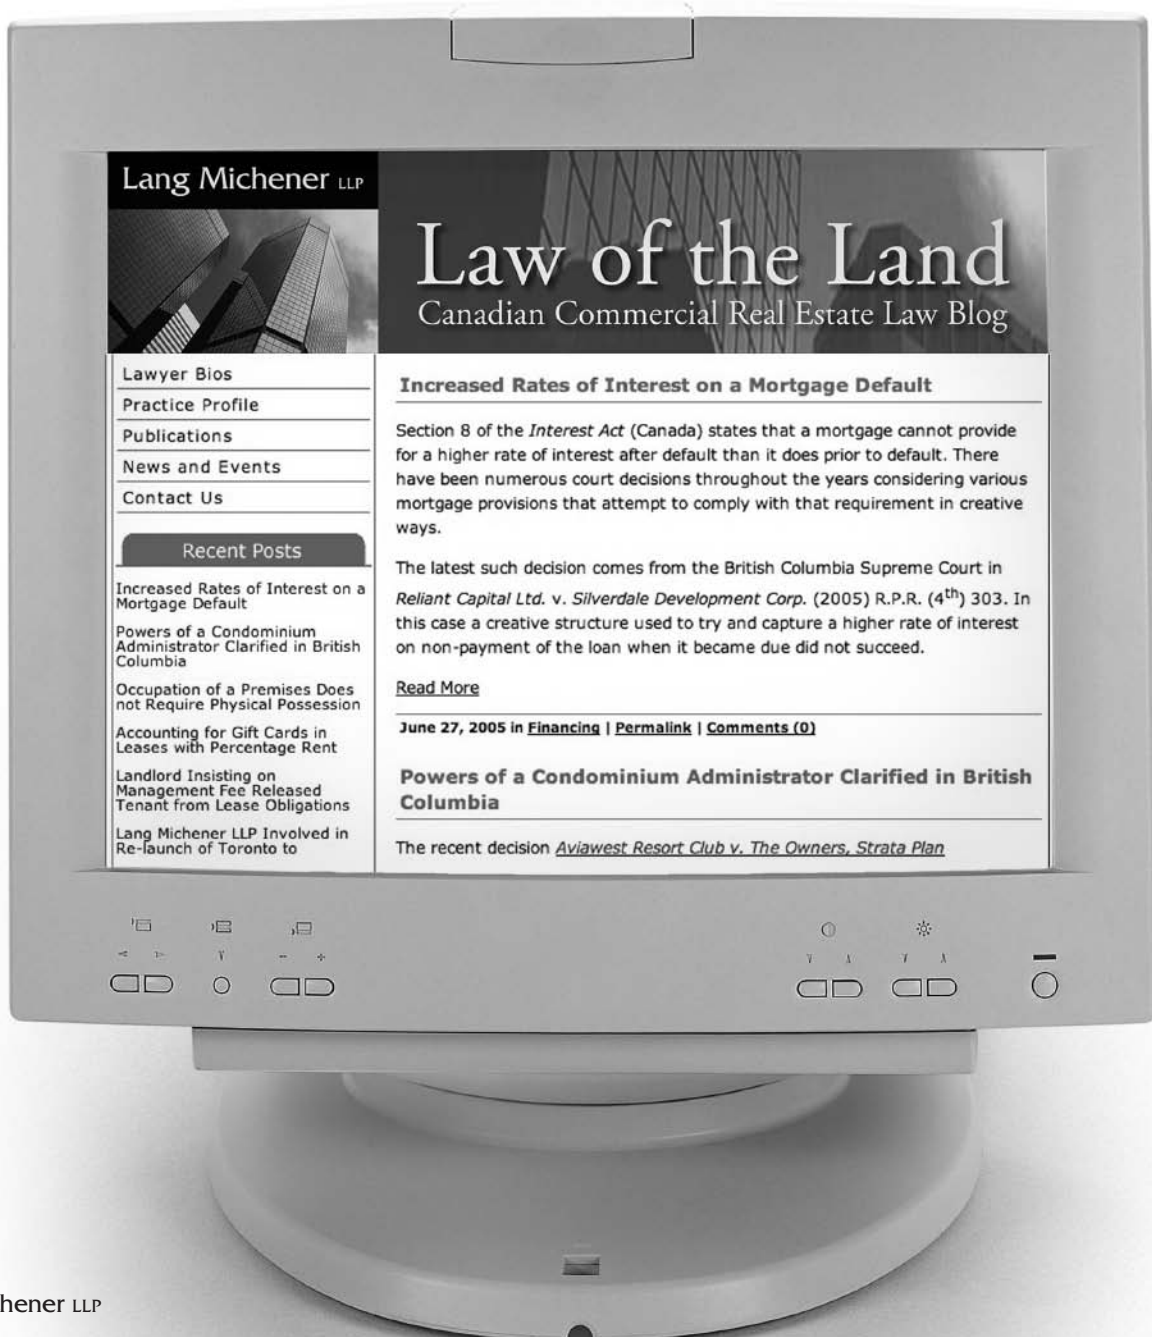 Lang Michener LLP
Law of the Land
Canadian Commercial Real Estate Law Blog
Lawyer Bios
Practice Profile
Publications
News and Events
Contact Us
Recent Posts
Increased Rates of Interest on a
Mortgage Default
Powers of a Condominium
Administrator Clarified in British
Columbia
Occupation of a Premises Does
not Require Physical Possession
Accounting for Gift Cards in
Leases with Percentage Rent
Landlord Insisting on
Management Fee Released
Tenant from Lease Obligations
Lang Michener LLP Involved in
Re-launch of Toronto to
Increased Rates of Interest on a Mortgage Default
Section 8 of the Interest Act (Canada) states that a mortgage cannot provide
for a higher rate of interest after default than it does prior to default. There
have been numerous court decisions throughout the years considering various
mortgage provisions that attempt to comply with that requirement in creative
ways.
The latest such decision comes from the British Columbia Supreme Court in
Reliant Capital Ltd. v. Silverdale Development Corp. (2005) R.P.R. (4th) 303. In
this case a creative structure used to try and capture a higher rate of interest
on non-payment of the loan when it became due did not succeed.
Read More
June 27, 2005 in Financing | Permalink | Comments (0)
Powers of a Condominium Administrator Clarified in British
Columbia
The recent decision Aviawest Resort Club v. The Owners, Strata Plan
hener LLP